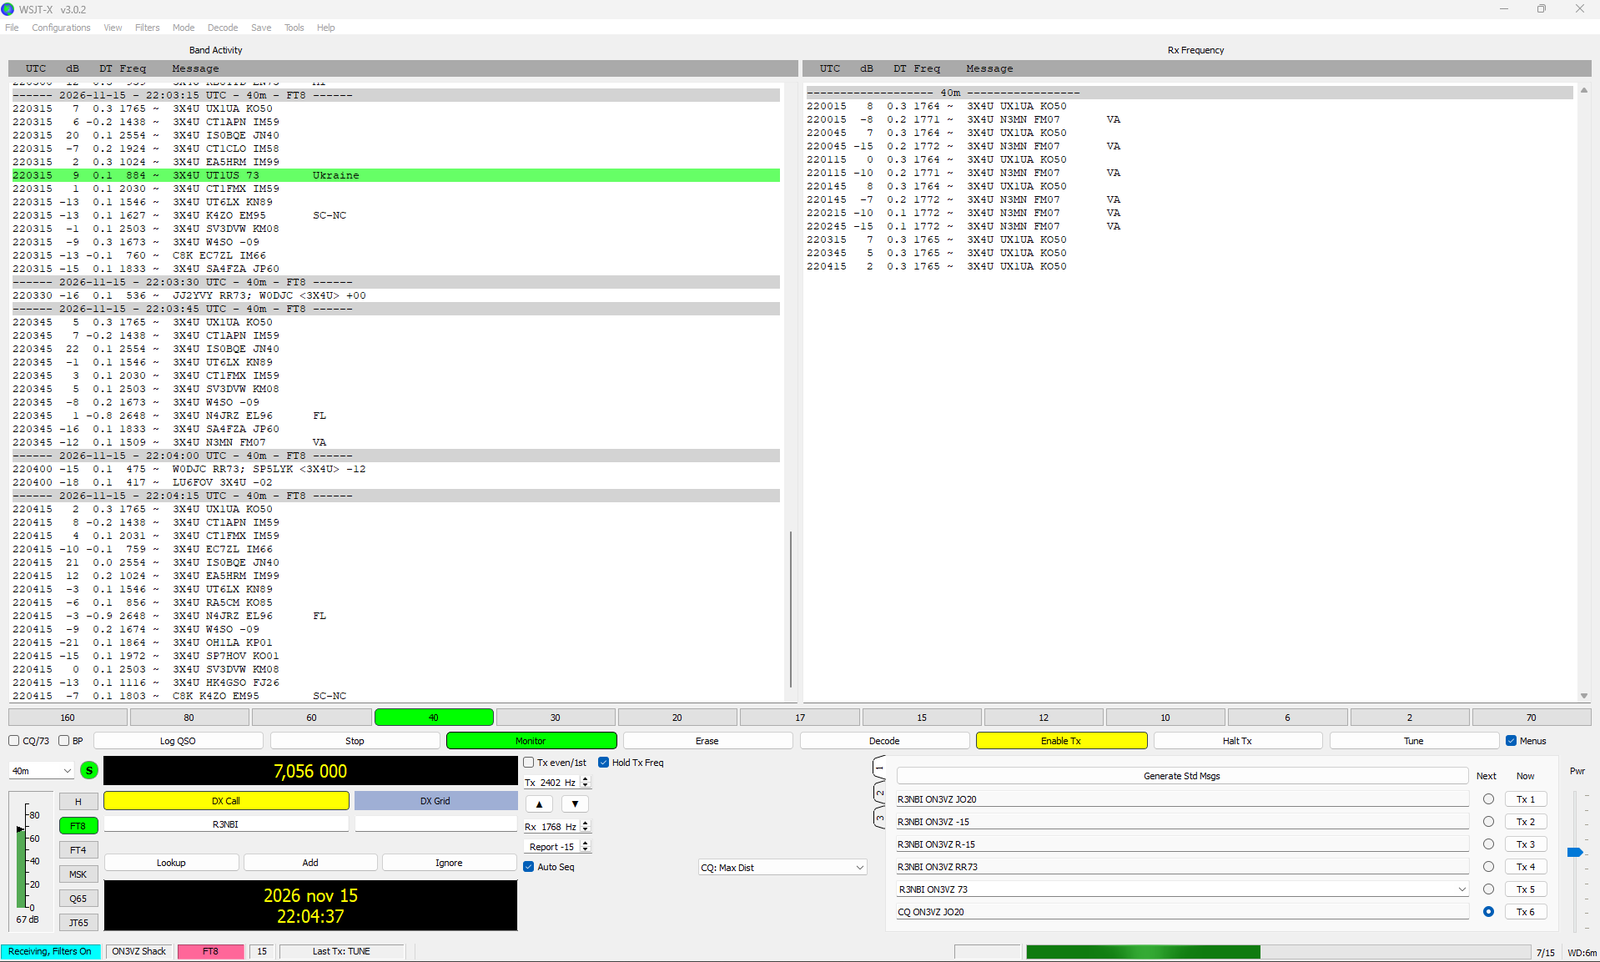 WSJT-X v3.0.2
File Configurations View Filters Mode Decode Save Tools Help
Band Activity
UTC dB DT Freq Message
------ 2026-11-15 - 22:03:15 UTC - 40m - FT8 ------
220315 7 0.3 1765 ~ 3X4U UX1UA KO50
220315 6 -0.2 1438 ~ 3X4U CT1APN IM59
220315 20 0.1 2554 ~ 3X4U IS0BQE JN40
220315 -7 0.2 1924 ~ 3X4U CT1CLO IM58
220315 2 0.3 1024 ~ 3X4U EA5HRM IM99
220315 9 0.1 884 ~ 3X4U UT1US 73 Ukraine
220315 1 0.1 2030 ~ 3X4U CT1FMX IM59
220315 -13 0.1 1546 ~ 3X4U UT6LX KN89
220315 -13 0.1 1627 ~ 3X4U K4ZO EM95 SC-NC
220315 -1 0.1 2503 ~ 3X4U SV3DVW KM08
220315 -9 0.3 1673 ~ 3X4U W4SO -09
220315 -13 -0.1 760 ~ C8K EC7ZL IM66
220315 -15 0.1 1833 ~ 3X4U SA4FZA JP60
------ 2026-11-15 - 22:03:30 UTC - 40m - FT8 ------
220330 -16 0.1 536 ~ JJ2YVY RR73; W0DJC <3X4U> +00
------ 2026-11-15 - 22:03:45 UTC - 40m - FT8 ------
220345 5 0.3 1765 ~ 3X4U UX1UA KO50
220345 7 -0.2 1438 ~ 3X4U CT1APN IM59
220345 22 0.1 2554 ~ 3X4U IS0BQE JN40
220345 -1 0.1 1546 ~ 3X4U UT6LX KN89
220345 3 0.1 2030 ~ 3X4U CT1FMX IM59
220345 5 0.1 2503 ~ 3X4U SV3DVW KM08
220345 -8 0.2 1673 ~ 3X4U W4SO -09
220345 1 -0.8 2648 ~ 3X4U N4JRZ EL96 FL
220345 -16 0.1 1833 ~ 3X4U SA4FZA JP60
220345 -12 0.1 1509 ~ 3X4U N3MN FM07 VA
------ 2026-11-15 - 22:04:00 UTC - 40m - FT8 ------
220400 -15 0.1 475 ~ W0DJC RR73; SP5LYK <3X4U> -12
220400 -18 0.1 417 ~ LU6FOV 3X4U -02
------ 2026-11-15 - 22:04:15 UTC - 40m - FT8 ------
220415 2 0.3 1765 ~ 3X4U UX1UA KO50
220415 8 -0.2 1438 ~ 3X4U CT1APN IM59
220415 4 0.1 2031 ~ 3X4U CT1FMX IM59
220415 -10 -0.1 759 ~ 3X4U EC7ZL IM66
220415 21 0.0 2554 ~ 3X4U IS0BQE JN40
220415 12 0.2 1024 ~ 3X4U EA5HRM IM99
220415 -3 0.1 1546 ~ 3X4U UT6LX KN89
220415 -6 0.1 856 ~ 3X4U RA5CM KO85
220415 -3 -0.9 2648 ~ 3X4U N4JRZ EL96 FL
220415 -9 0.2 1674 ~ 3X4U W4SO -09
220415 -21 0.1 1864 ~ 3X4U OH1LA KP01
220415 -15 0.1 1972 ~ 3X4U SP7HOV KO01
220415 0 0.1 2503 ~ 3X4U SV3DVW KM08
220415 -13 0.1 1116 ~ 3X4U HK4GSO FJ26
220415 -7 0.1 1803 ~ C8K K4ZO EM95 SC-NC
Rx Frequency
UTC dB DT Freq Message
------------------- 40m -----------------
220015 8 0.3 1764 ~ 3X4U UX1UA KO50
220015 -8 0.2 1771 ~ 3X4U N3MN FM07 VA
220045 7 0.3 1764 ~ 3X4U UX1UA KO50
220045 -15 0.2 1772 ~ 3X4U N3MN FM07 VA
220115 0 0.3 1764 ~ 3X4U UX1UA KO50
220115 -10 0.2 1771 ~ 3X4U N3MN FM07 VA
220145 8 0.3 1764 ~ 3X4U UX1UA KO50
220145 -7 0.2 1772 ~ 3X4U N3MN FM07 VA
220215 -10 0.1 1772 ~ 3X4U N3MN FM07 VA
220245 -15 0.1 1772 ~ 3X4U N3MN FM07 VA
220315 7 0.3 1765 ~ 3X4U UX1UA KO50
220345 5 0.3 1765 ~ 3X4U UX1UA KO50
220415 2 0.3 1765 ~ 3X4U UX1UA KO50
160 80 60 40 30 20 17 15 12 10 6 2 70
CQ/73 BP Log QSO Stop Monitor Erase Decode Enable Tx Halt Tx Tune Menus
40m S 7,056 000
Tx even/1st Hold Tx Freq
Tx 2402 Hz
H DX Call DX Grid
▲ ▼
FT8 R3NBI
Rx 1768 Hz
FT4
Report -15
MSK Lookup Add Ignore
Auto Seq CQ: Max Dist
Q65
JT65
2026 nov 15
22:04:37
80
60
40
20
0
67 dB
1
2
3
Generate Std Msgs Next Now Pwr
R3NBI ON3VZ JO20 Tx 1
R3NBI ON3VZ -15 Tx 2
R3NBI ON3VZ R-15 Tx 3
R3NBI ON3VZ RR73 Tx 4
R3NBI ON3VZ 73 Tx 5
CQ ON3VZ JO20 Tx 6
Receiving, Filters On ON3VZ Shack FT8 15 Last Tx: TUNE 7/15 WD:6m